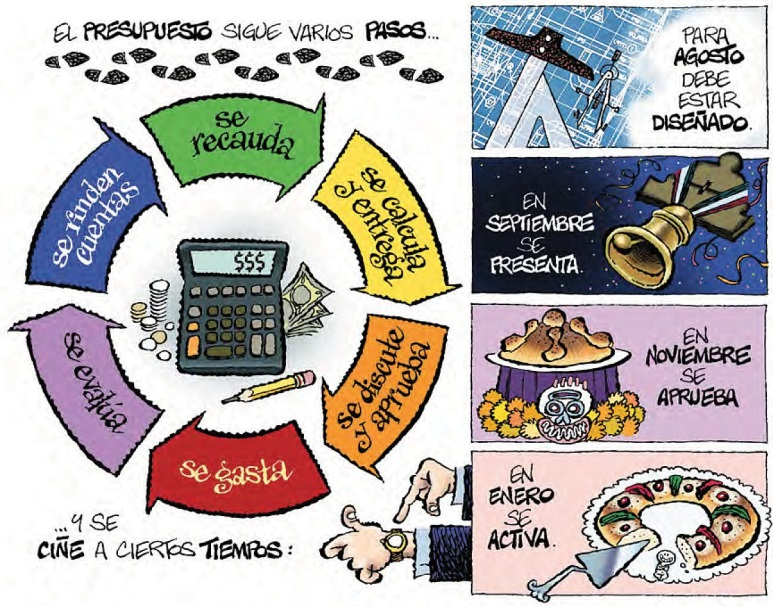 EL PRESUPUESTO SIGUE VARIOS PASOS...
se
recauda
se calcula
y entrega
se discute
y aprueba
se gasta
se evalúa
se rinden
cuentas
$$$
...Y SE
CIÑE A CIERTOS TIEMPOS:
PARA
AGOSTO
DEBE
ESTAR
DISEÑADO.
EN
SEPTIEMBRE
SE
PRESENTA.
EN
NOVIEMBRE
SE
APRUEBA
EN
ENERO
SE
ACTIVA.